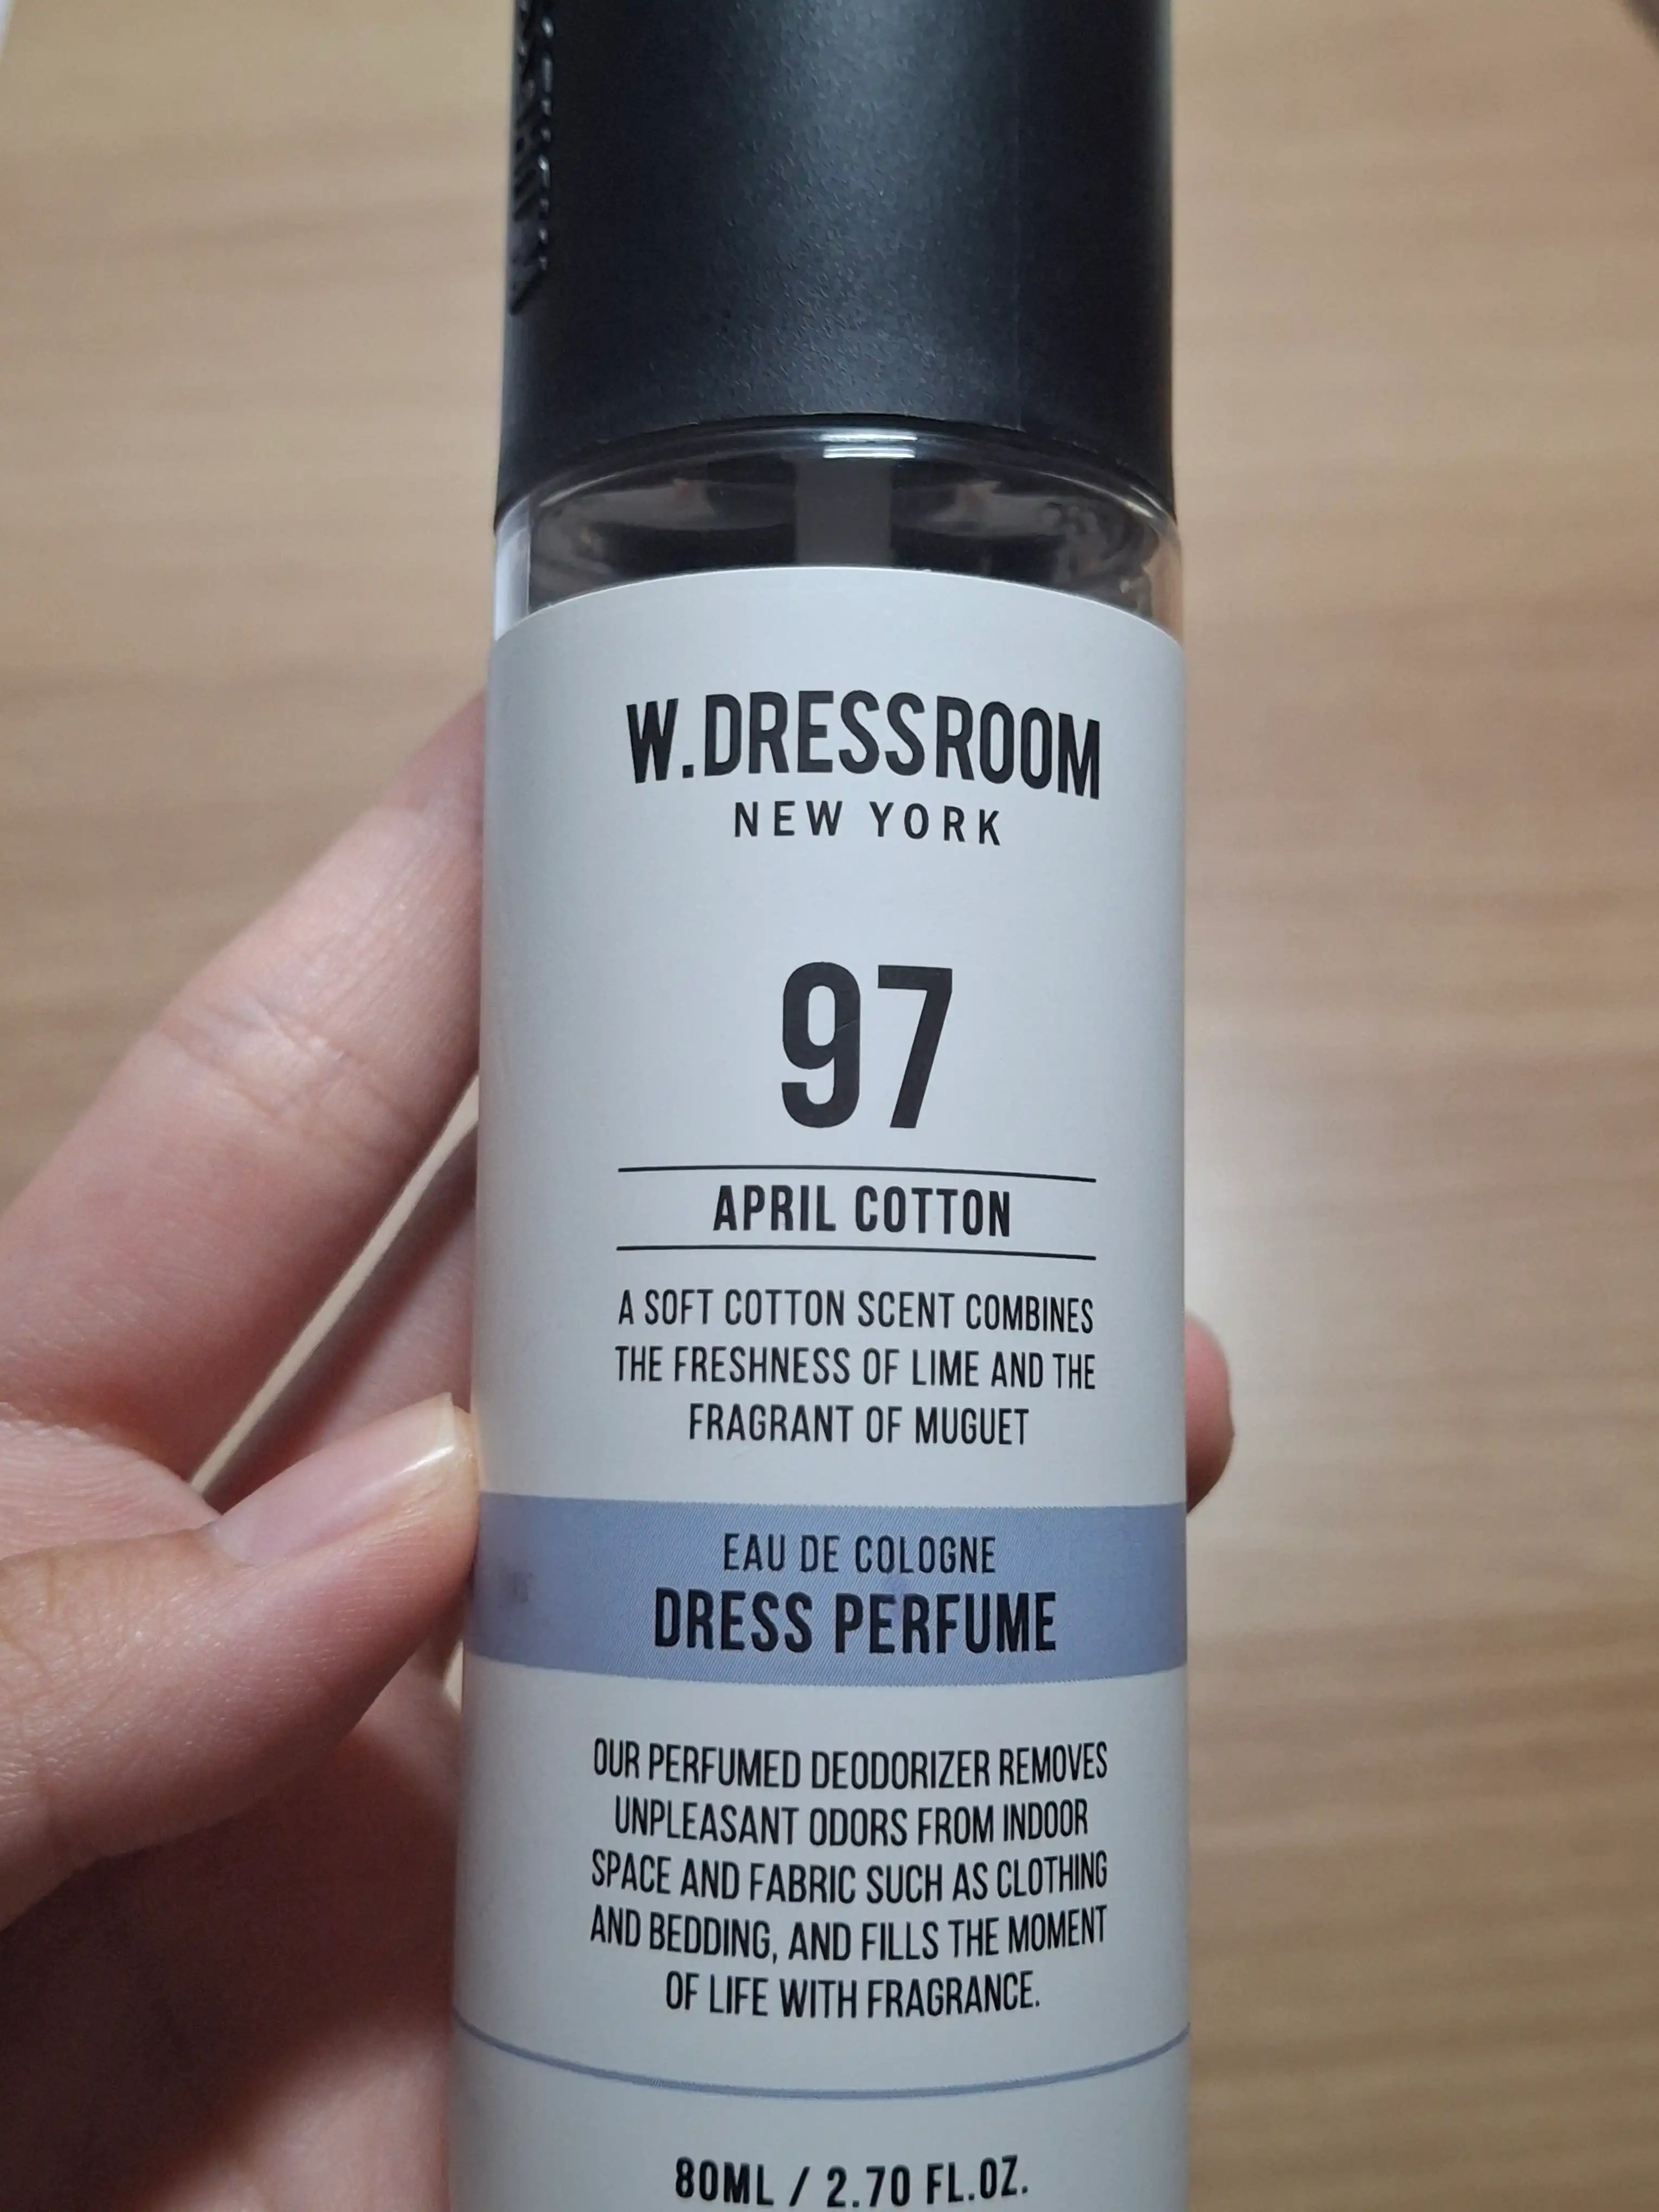 W.DRESSROOM
NEW YORK
97
APRIL COTTON
A SOFT COTTON SCENT COMBINES
THE FRESHNESS OF LIME AND THE
FRAGRANT OF MUGUET
EAU DE COLOGNE
DRESS PERFUME
OUR PERFUMED DEODORIZER REMOVES
UNPLEASANT ODORS FROM INDOOR
SPACE AND FABRIC SUCH AS CLOTHING
AND BEDDING, AND FILLS THE MOMENT
OF LIFE WITH FRAGRANCE.
80ML / 2.70 FL.OZ.